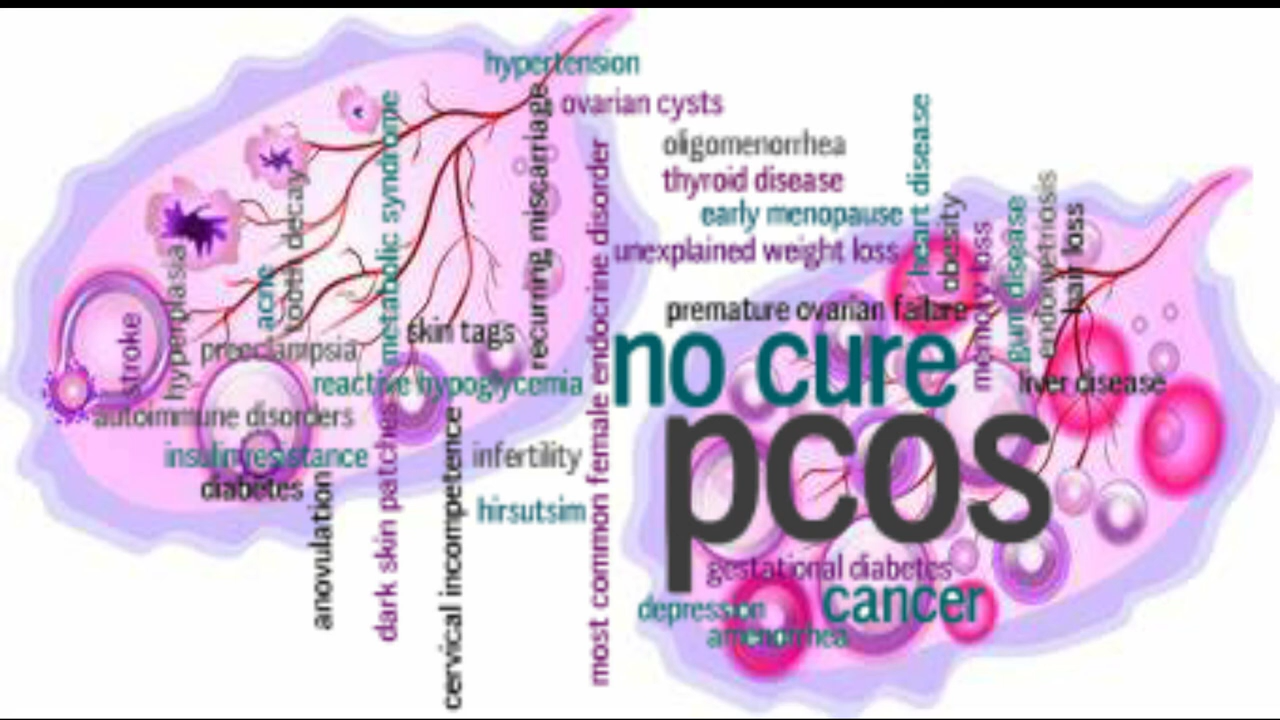 hypertension
ovarian cysts
oligomenorrhea
thyroid disease
early menopause
unexplained weight loss
heart disease
obesity
memory loss
gum disease
endometriosis
hair loss
premature ovarian failure
no cure
liver disease
pcos
gestational diabetes
cancer
depression
amenorrhea
most common female endocrine disorder
recurring miscarriage
metabolic syndrome
tooth decay
acne
hyperplasia
stroke
preeclampsia
skin tags
reactive hypoglycemia
autoimmune disorders
insulin resistance
diabetes
infertility
hirsutsim
anovulation
dark skin patches
cervical incompetence